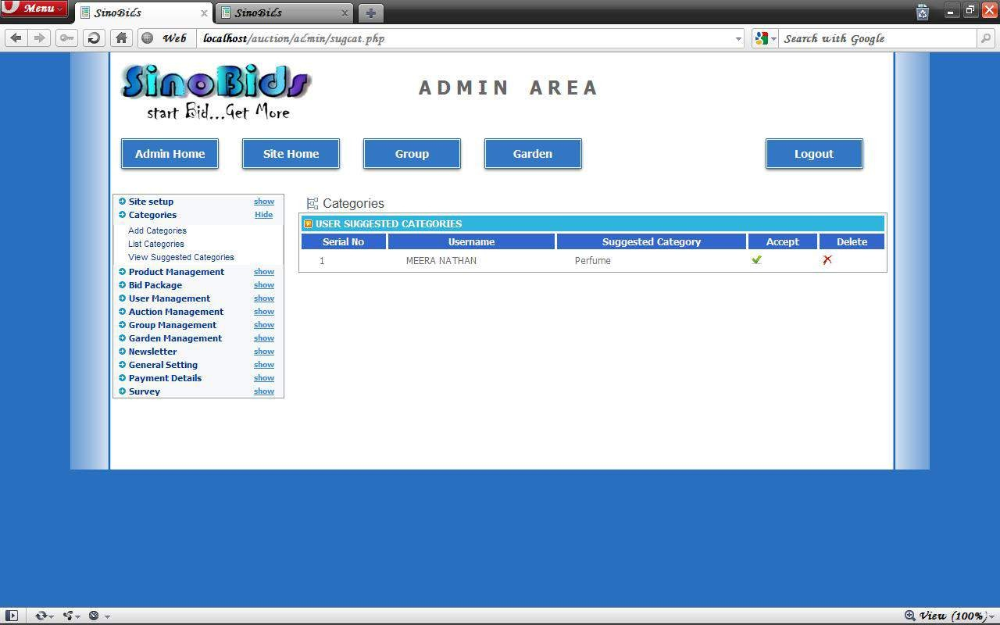 Menu SinoBids SinoBids
Web localhost/auction/admin/sugcat.php Search with Google
SinoBids
start Bid...Get More
ADMIN AREA
Admin Home Site Home Group Garden Logout
Site setup show
Categories Hide
Add Categories
List Categories
View Suggested Categories
Product Management show
Bid Package show
User Management show
Auction Management show
Group Management show
Garden Management show
Newsletter show
General Setting show
Payment Details show
Survey show
Categories
USER SUGGESTED CATEGORIES
Serial No Username Suggested Category Accept Delete
1 MEERA NATHAN Perfume
View (100%)